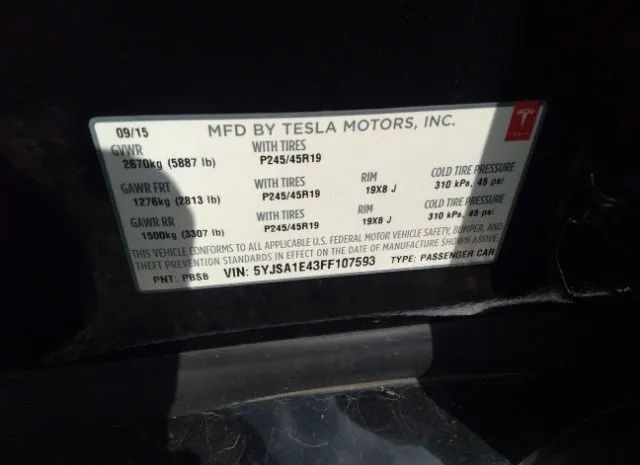 09/15 MFD BY TESLA MOTORS, INC.
GVWR WITH TIRES
2670kg (5887 lb) P245/45R19
GAWR FRT WITH TIRES RIM COLD TIRE PRESSURE
1276kg (2813 lb) P245/45R19 19X8 J 310 kPa, 45 psi
GAWR RR WITH TIRES RIM COLD TIRE PRESSURE
1500kg (3307 lb) P245/45R19 19X8 J 310 kPa, 45 psi
THIS VEHICLE CONFORMS TO ALL APPLICABLE U.S. FEDERAL MOTOR VEHICLE SAFETY, BUMPER, AND
THEFT PREVENTION STANDARDS IN EFFECT ON THE DATE OF MANUFACTURE SHOWN ABOVE.
PNT: PBSB VIN: 5YJSA1E43FF107593 TYPE: PASSENGER CAR
TESLA